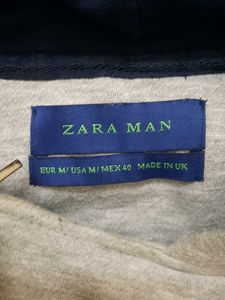 ZARA MAN
EUR M/ USA M/ MEX 40 MADE IN UK